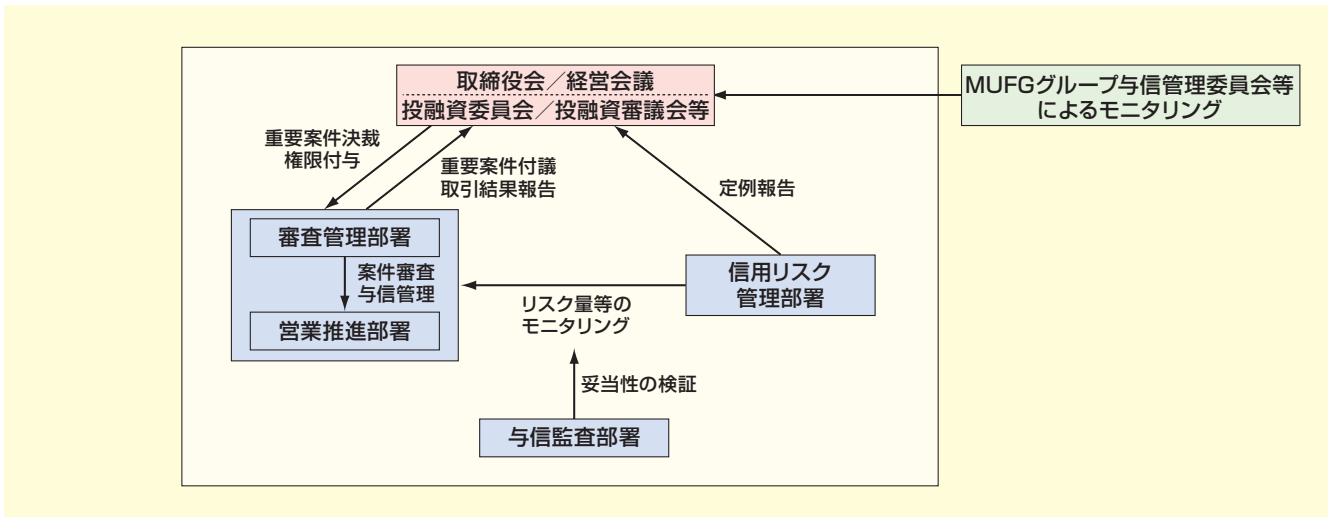 取締役会／経営会議
投融資委員会／投融資審議会等
MUFGグループ与信管理委員会等
によるモニタリング
重要案件決裁
権限付与
重要案件付議
取引結果報告
定例報告
審査管理部署
案件審査
与信管理
営業推進部署
信用リスク
管理部署
リスク量等の
モニタリング
妥当性の検証
与信監査部署